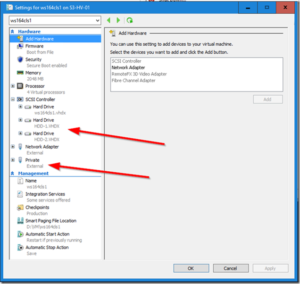 Settings for ws164cls1 on S3-HV-01
ws164cls1
Hardware
Add Hardware
Firmware
Boot from File
Security
Secure Boot enabled
Memory
2048 MB
Processor
4 Virtual processors
SCSI Controller
Hard Drive
ws164cls1.vhdx
Hard Drive
HDD-1.VHDX
Hard Drive
HDD-2.VHDX
Network Adapter
External
Private
External
Management
Name
ws164cls1
Integration Services
Some services offered
Checkpoints
Production
Smart Paging File Location
Automatic Start Action
Restart if previously running
Automatic Stop Action
Save
Add Hardware
You can use this setting to add devices to your virtual machine.
Select the devices you want to add and click the Add button.
SCSI Controller
Network Adapter
RemoteFX 3D Video Adapter
Fibre Channel Adapter
Add
OK
Cancel
Apply